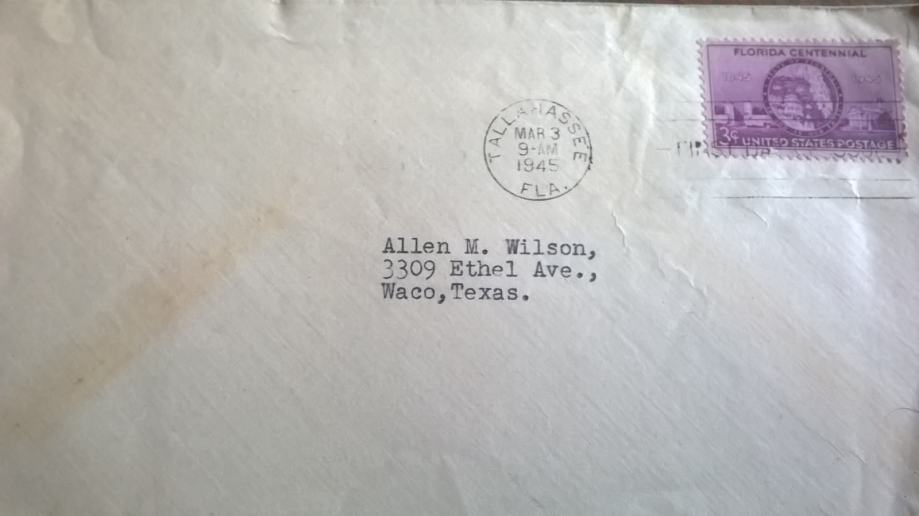 FLORIDA CENTENNIAL
1845 1945
3¢ UNITED STATES POSTAGE
TALLAHASSEE
MAR 3
9-AM
1945
FLA.
Allen M. Wilson,
3309 Ethel Ave.,
Waco,Texas.